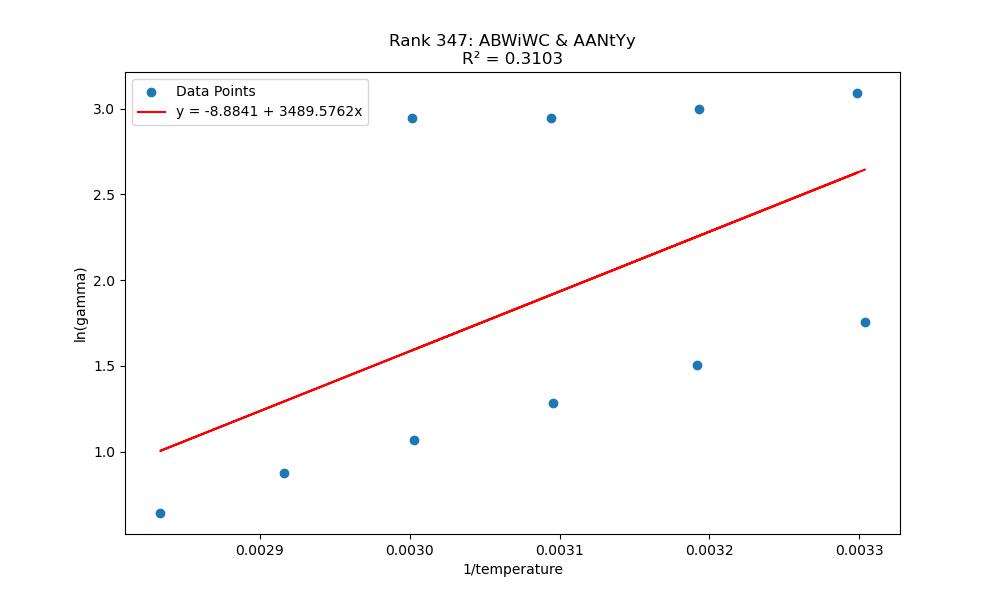 Rank 347: ABWiWC & AANtYy
R² = 0.3103
Data Points
y = -8.8841 + 3489.5762x
3.0
2.5
2.0
1.5
1.0
ln(gamma)
0.0029 0.0030 0.0031 0.0032 0.0033
1/temperature